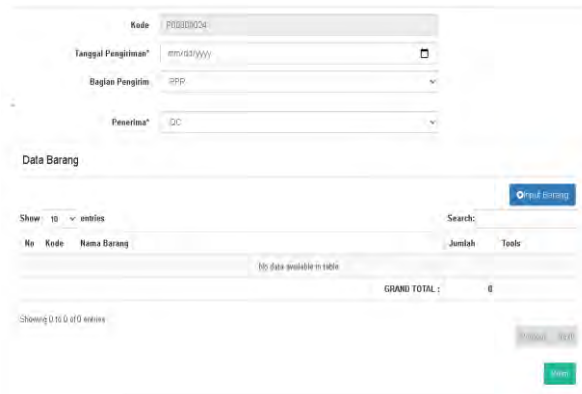 Kode
Tanggal Pengiriman* mm/dd/yyyy
Bagian Pengirim PPR
Penerima* QC
Data Barang
Input Barang
Show 10 entries Search:
No Kode Nama Barang Jumlah Tools
No data available in table
GRAND TOTAL : 0
Showing 0 to 0 of 0 entries